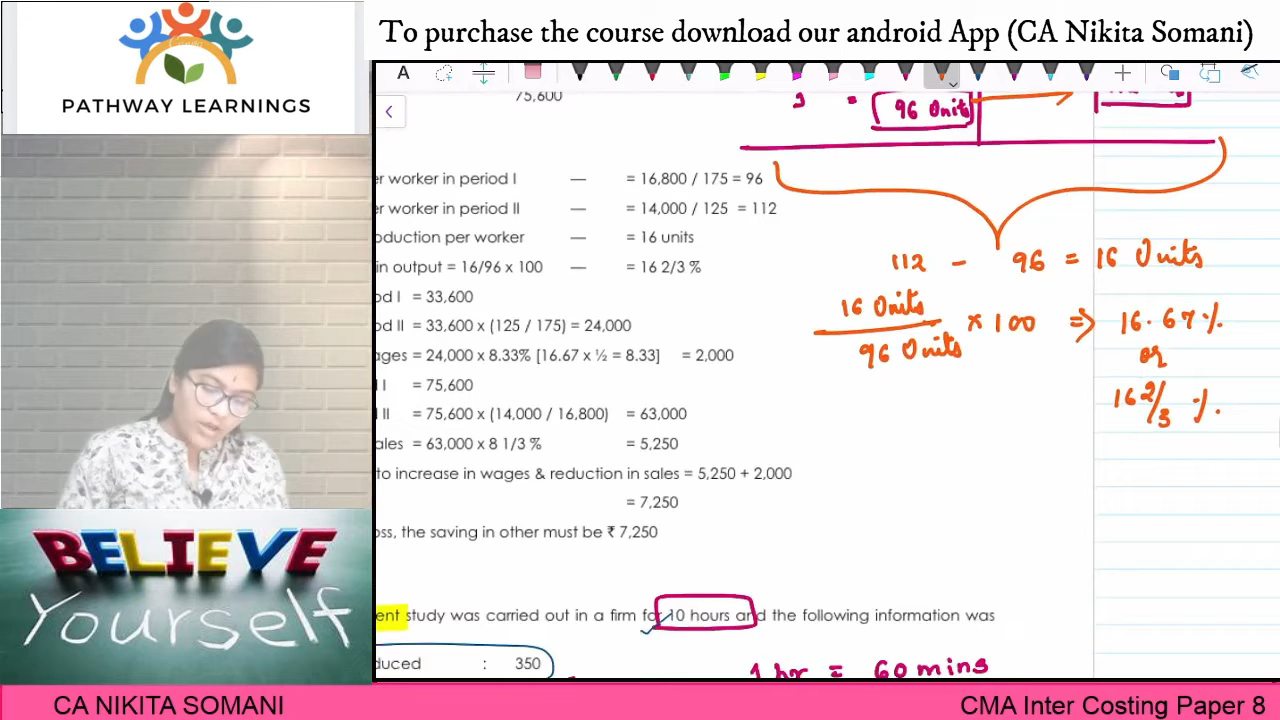 To purchase the course download our android App (CA Nikita Somani)
PATHWAY LEARNINGS
A
75,600
= 96 Units
er worker in period I — = 16,800 / 175 = 96
er worker in period II — = 14,000 / 125 = 112
oduction per worker — = 16 units
in output = 16/96 x 100 — = 16 2/3 %
od I = 33,600
od II = 33,600 x (125 / 175) = 24,000
ages = 24,000 x 8.33% [16.67 x ½ = 8.33] = 2,000
d I = 75,600
l II = 75,600 x (14,000 / 16,800) = 63,000
ales = 63,000 x 8 1/3 % = 5,250
to increase in wages & reduction in sales = 5,250 + 2,000
= 7,250
oss, the saving in other must be ₹ 7,250
112 - 96 = 16 Units
16 Units
96 Units
× 100 ⇒ 16.67%
or
16 2/3 %
ent study was carried out in a firm for 10 hours and the following information was
duced : 350
1 hr = 60 mins
BELIEVE
Yourself
CA NIKITA SOMANI
CMA Inter Costing Paper 8